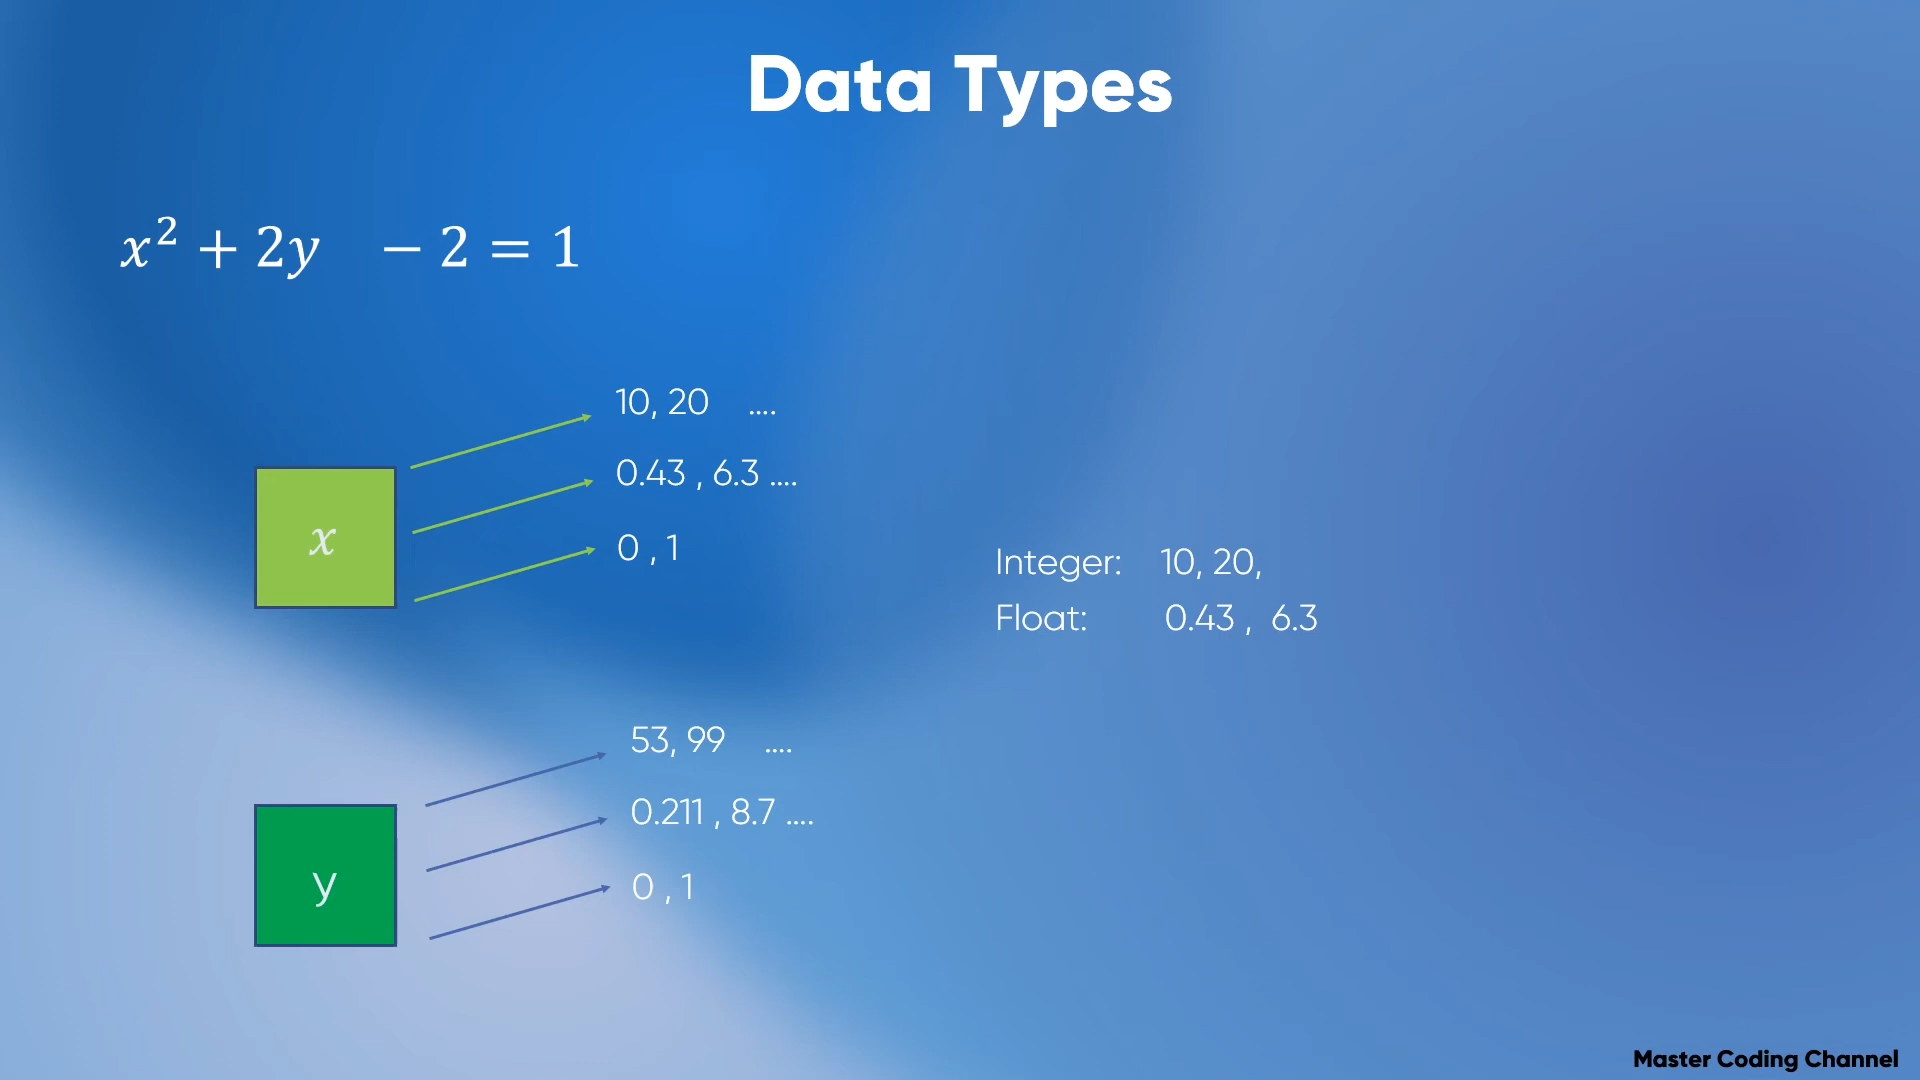 Data Types
x² + 2y − 2 = 1
10, 20 ....
0.43 , 6.3 ....
x
0 , 1
Integer: 10, 20,
Float: 0.43 , 6.3
53, 99 ....
0.211 , 8.7 ....
y
0 , 1
Master Coding Channel